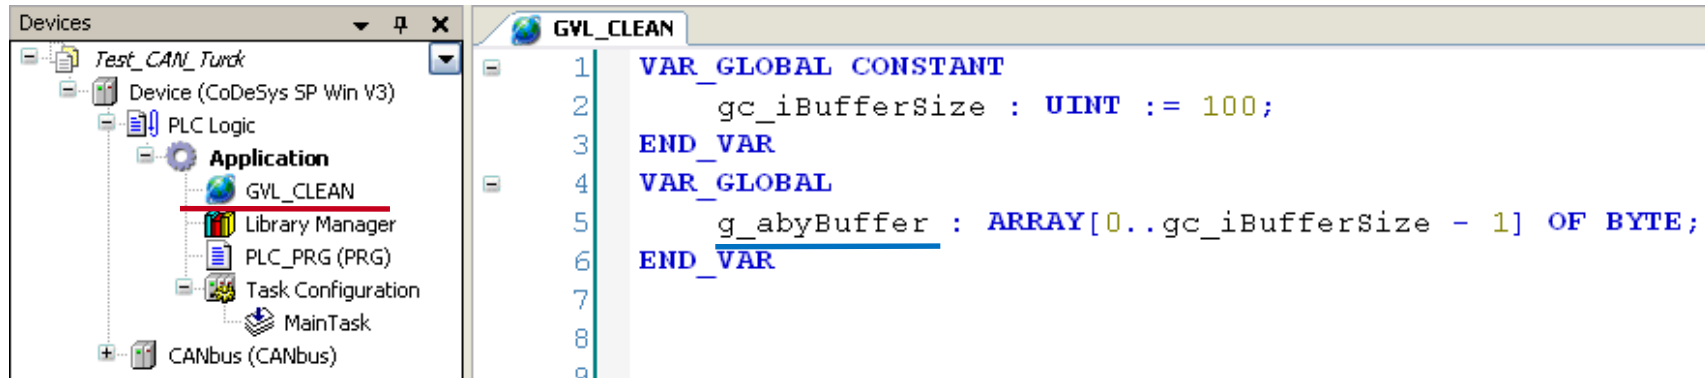 Devices
Test_CAN_Turck
Device (CoDeSys SP Win V3)
PLC Logic
Application
GVL_CLEAN
Library Manager
PLC_PRG (PRG)
Task Configuration
MainTask
CANbus (CANbus)
GVL_CLEAN
1 VAR_GLOBAL CONSTANT
2 gc_iBufferSize : UINT := 100;
3 END_VAR
4 VAR_GLOBAL
5 g_abyBuffer : ARRAY[0..gc_iBufferSize - 1] OF BYTE;
6 END_VAR
7
8
9